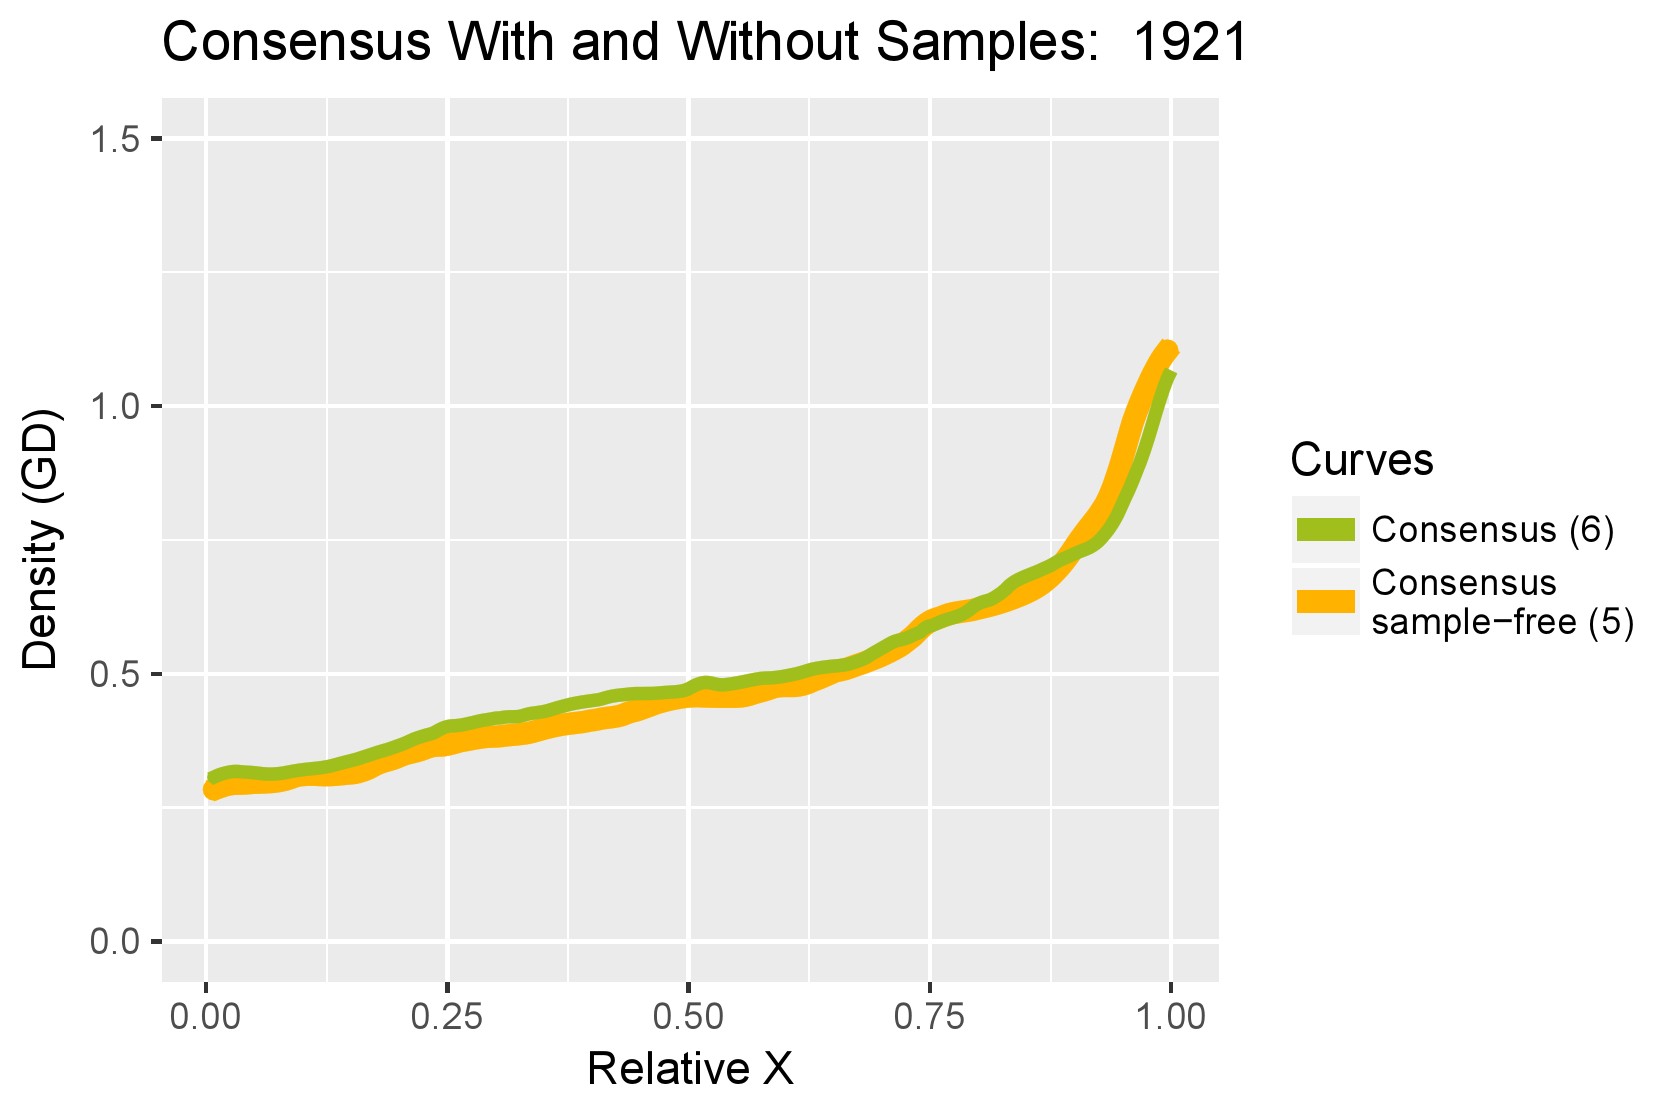 Consensus With and Without Samples:  1921
1.5
1.0
0.5
0.0
Density (GD)
0.00 0.25 0.50 0.75 1.00
Relative X
Curves
Consensus (6)
Consensus
sample−free (5)